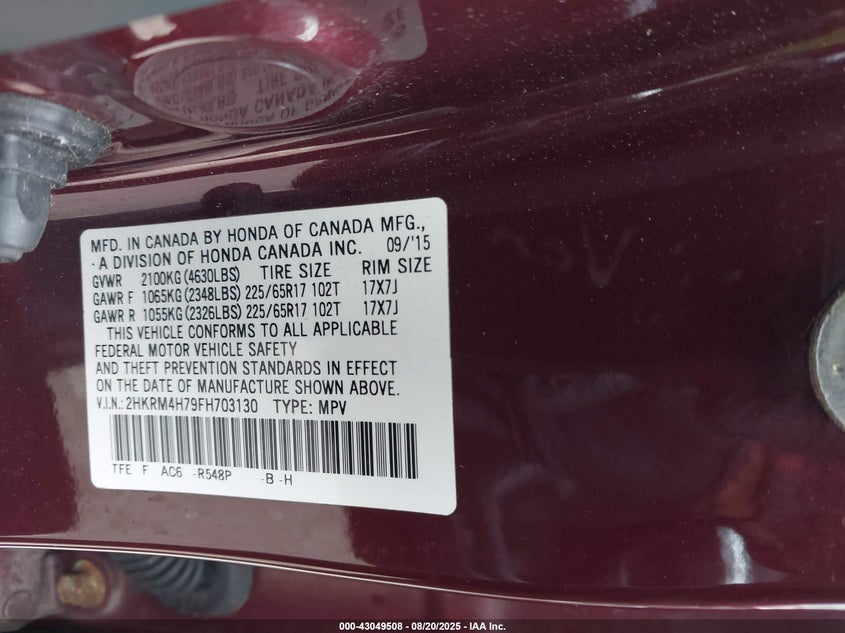 MFD. IN CANADA BY HONDA OF CANADA MFG.,
A DIVISION OF HONDA CANADA INC. 09/'15
GVWR 2100KG(4630LBS) TIRE SIZE RIM SIZE
GAWR F 1065KG(2348LBS) 225/65R17 102T 17X7J
GAWR R 1055KG(2326LBS) 225/65R17 102T 17X7J
THIS VEHICLE CONFORMS TO ALL APPLICABLE
FEDERAL MOTOR VEHICLE SAFETY
AND THEFT PREVENTION STANDARDS IN EFFECT
ON THE DATE OF MANUFACTURE SHOWN ABOVE.
V.I.N.:2HKRM4H79FH703130 TYPE: MPV
TFE F AC6 -R548P -B -H
000-43049508 - 08/20/2025 - IAA Inc.